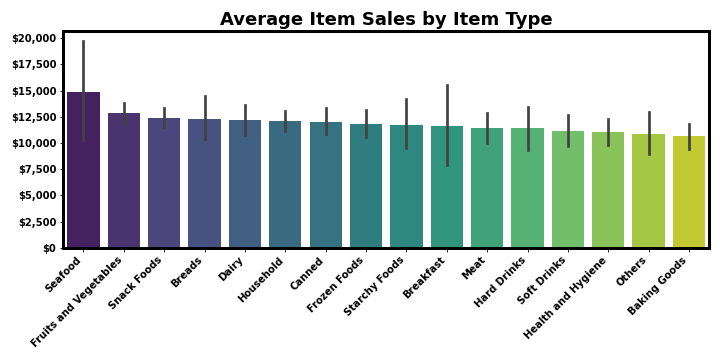 Average Item Sales by Item Type
$20,000
$17,500
$15,000
$12,500
$10,000
$7,500
$5,000
$2,500
$0
Seafood
Fruits and Vegetables
Snack Foods
Breads
Dairy
Household
Canned
Frozen Foods
Starchy Foods
Breakfast
Meat
Hard Drinks
Soft Drinks
Health and Hygiene
Others
Baking Goods